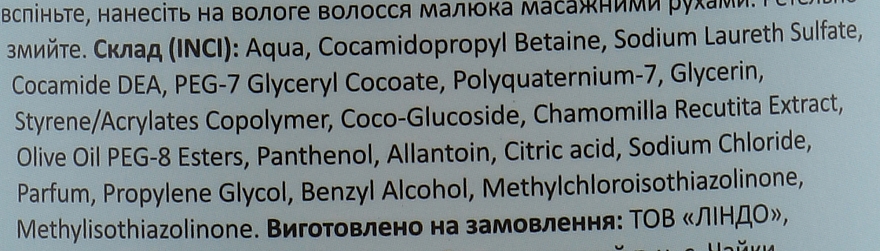 вспіньте, нанесіть на вологе волосся малюка масажними рухами. Ретельно
змийте. Склад (INCI): Aqua, Cocamidopropyl Betaine, Sodium Laureth Sulfate,
Cocamide DEA, PEG-7 Glyceryl Cocoate, Polyquaternium-7, Glycerin,
Styrene/Acrylates Copolymer, Coco-Glucoside, Chamomilla Recutita Extract,
Olive Oil PEG-8 Esters, Panthenol, Allantoin, Citric acid, Sodium Chloride,
Parfum, Propylene Glycol, Benzyl Alcohol, Methylchloroisothiazolinone,
Methylisothiazolinone. Виготовлено на замовлення: ТОВ «ЛІНДО»,
Чайки